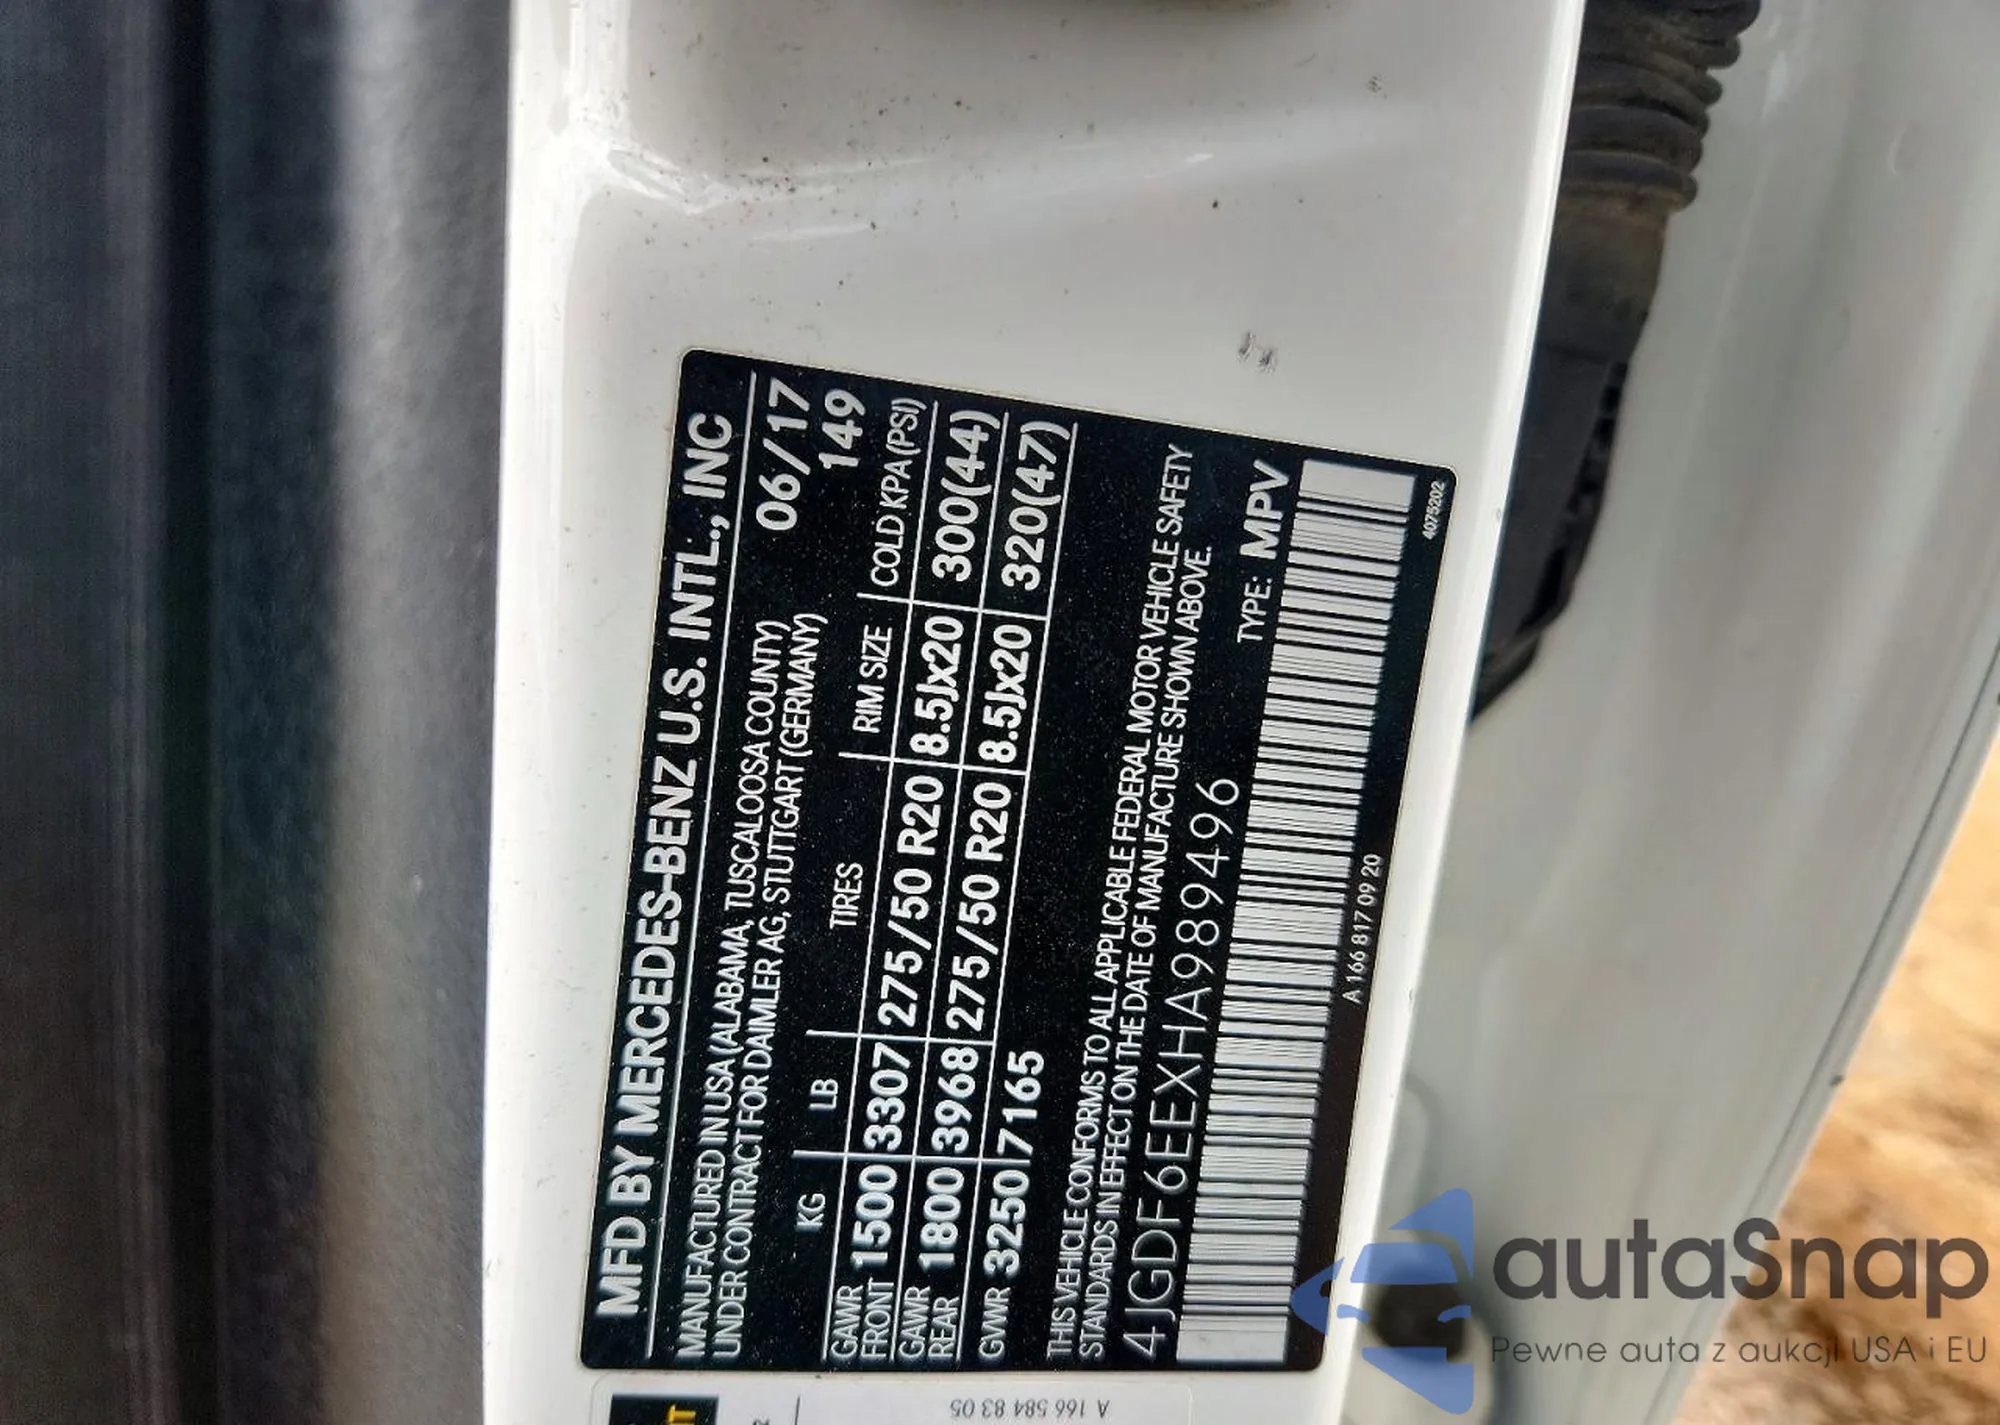 MFD BY MERCEDES-BENZ U.S. INTL., INC
MANUFACTURED IN USA (ALABAMA, TUSCALOOSA COUNTY) 06/17
UNDER CONTRACT FOR DAIMLER AG, STUTTGART (GERMANY) 149
KG LB TIRES RIM SIZE COLD KPA (PSI)
GAWR FRONT 1500 3307 275/50 R20 8.5Jx20 300(44)
GAWR REAR 1800 3968 275/50 R20 8.5Jx20 320(47)
GVWR 3250 7165
THIS VEHICLE CONFORMS TO ALL APPLICABLE FEDERAL MOTOR VEHICLE SAFETY
STANDARDS IN EFFECT ON THE DATE OF MANUFACTURE SHOWN ABOVE.
4JGDF6EEXHA989496 TYPE: MPV
A 166 817 09 20 4075202
A 166 584 83 05
autaSnap
Pewne auta z aukcji USA i EU